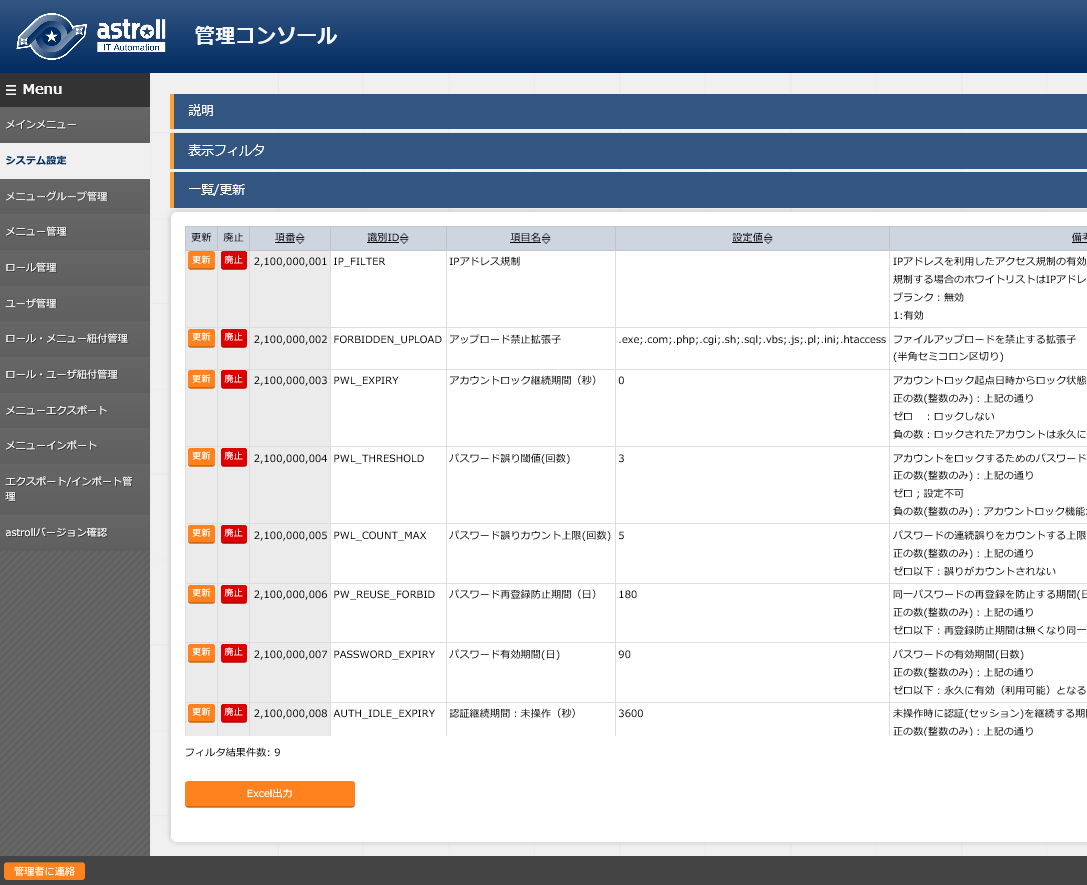 astroll
IT Automation
管理コンソール
Menu
メインメニュー
システム設定
メニューグループ管理
メニュー管理
ロール管理
ユーザ管理
ロール・メニュー紐付管理
ロール・ユーザ紐付管理
メニューエクスポート
メニューインポート
エクスポート/インポート管
理
astrollバージョン確認
説明
表示フィルタ
一覧/更新
更新 廃止 項番 識別ID 項目名 設定値 備考
更新 廃止 2,100,000,001 IP_FILTER IPアドレス規制 IPアドレスを利用したアクセス規制の有効
規制する場合のホワイトリストはIPアドレ
ブランク：無効
1:有効
更新 廃止 2,100,000,002 FORBIDDEN_UPLOAD アップロード禁止拡張子 .exe;.com;.php;.cgi;.sh;.sql;.vbs;.js;.pl;.ini;.htaccess ファイルアップロードを禁止する拡張子
(半角セミコロン区切り)
更新 廃止 2,100,000,003 PWL_EXPIRY アカウントロック継続期間（秒） 0 アカウントロック起点日時からロック状態
正の数(整数のみ)：上記の通り
ゼロ　：ロックしない
負の数：ロックされたアカウントは永久に
更新 廃止 2,100,000,004 PWL_THRESHOLD パスワード誤り閾値(回数) 3 アカウントをロックするためのパスワード
正の数(整数のみ)：上記の通り
ゼロ；設定不可
負の数(整数のみ)：アカウントロック機能
更新 廃止 2,100,000,005 PWL_COUNT_MAX パスワード誤りカウント上限(回数) 5 パスワードの連続誤りをカウントする上限
正の数(整数のみ)：上記の通り
ゼロ以下：誤りがカウントされない
更新 廃止 2,100,000,006 PW_REUSE_FORBID パスワード再登録防止期間（日） 180 同一パスワードの再登録を防止する期間(日
正の数(整数のみ)：上記の通り
ゼロ以下：再登録防止期間は無くなり同一
更新 廃止 2,100,000,007 PASSWORD_EXPIRY パスワード有効期間(日) 90 パスワードの有効期間(日数)
正の数(整数のみ)：上記の通り
ゼロ以下：永久に有効（利用可能）となる
更新 廃止 2,100,000,008 AUTH_IDLE_EXPIRY 認証継続期間：未操作（秒） 3600 未操作時に認証(セッション)を継続する期間
正の数(整数のみ)：上記の通り
フィルタ結果件数: 9
Excel出力
管理者に連絡